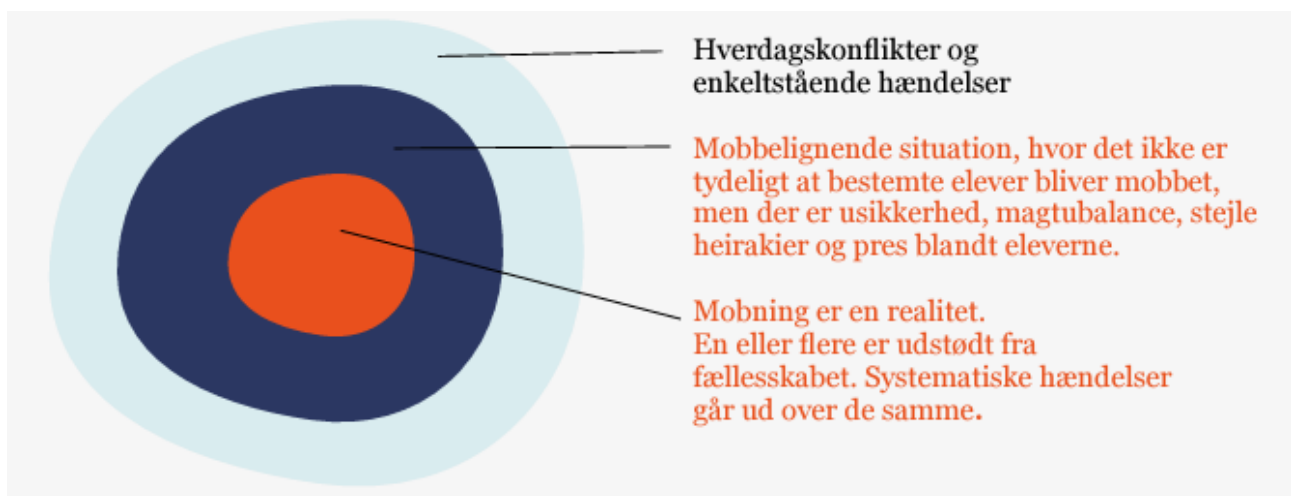 Hverdagskonflikter og
enkeltstående hændelser
Mobbelignende situation, hvor det ikke er
tydeligt at bestemte elever bliver mobbet,
men der er usikkerhed, magtubalance, stejle
heirakier og pres blandt eleverne.
Mobning er en realitet.
En eller flere er udstødt fra
fællesskabet. Systematiske hændelser
går ud over de samme.